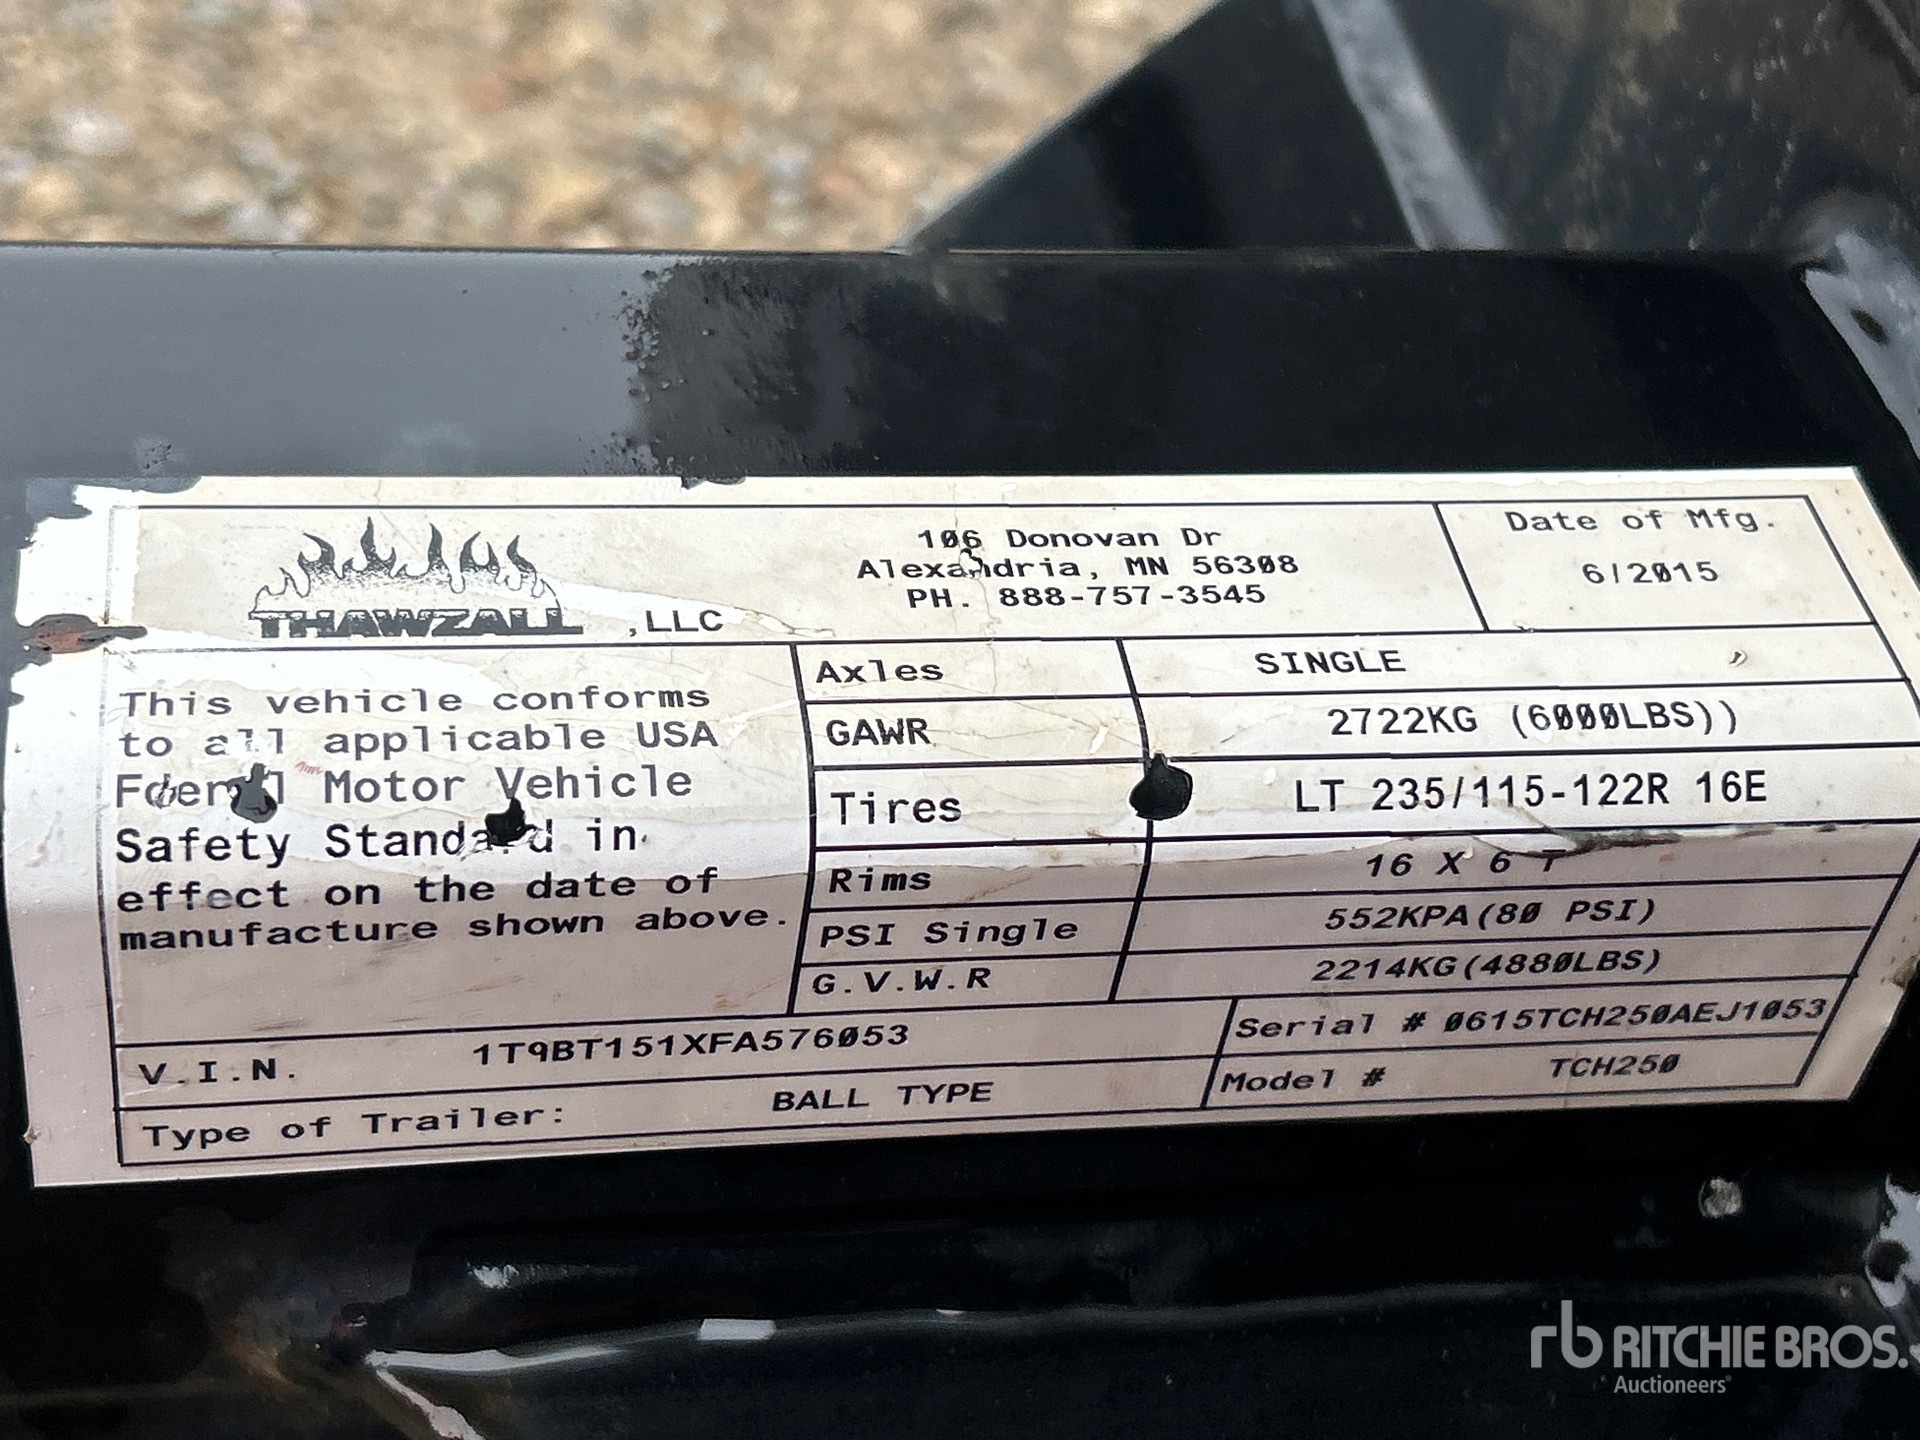 106 Donovan Dr
Alexandria, MN 56308
PH. 888-757-3545
Date of Mfg.
6/2015
THAWZALL , LLC
This vehicle conforms
to all applicable USA
Motor Vehicle
Safety Standard in
effect on the date of
manufacture shown above.
Axles SINGLE
GAWR 2722KG (6000LBS))
Tires LT 235/115-122R 16E
Rims 16 X 6 T
PSI Single 552KPA(80 PSI)
G.V.W.R 2214KG(4880LBS)
V.I.N. 1T9BT151XFA576053
Serial # 0615TCH250AEJ1053
Type of Trailer: BALL TYPE
Model # TCH250
rb RITCHIE BROS.
Auctioneers